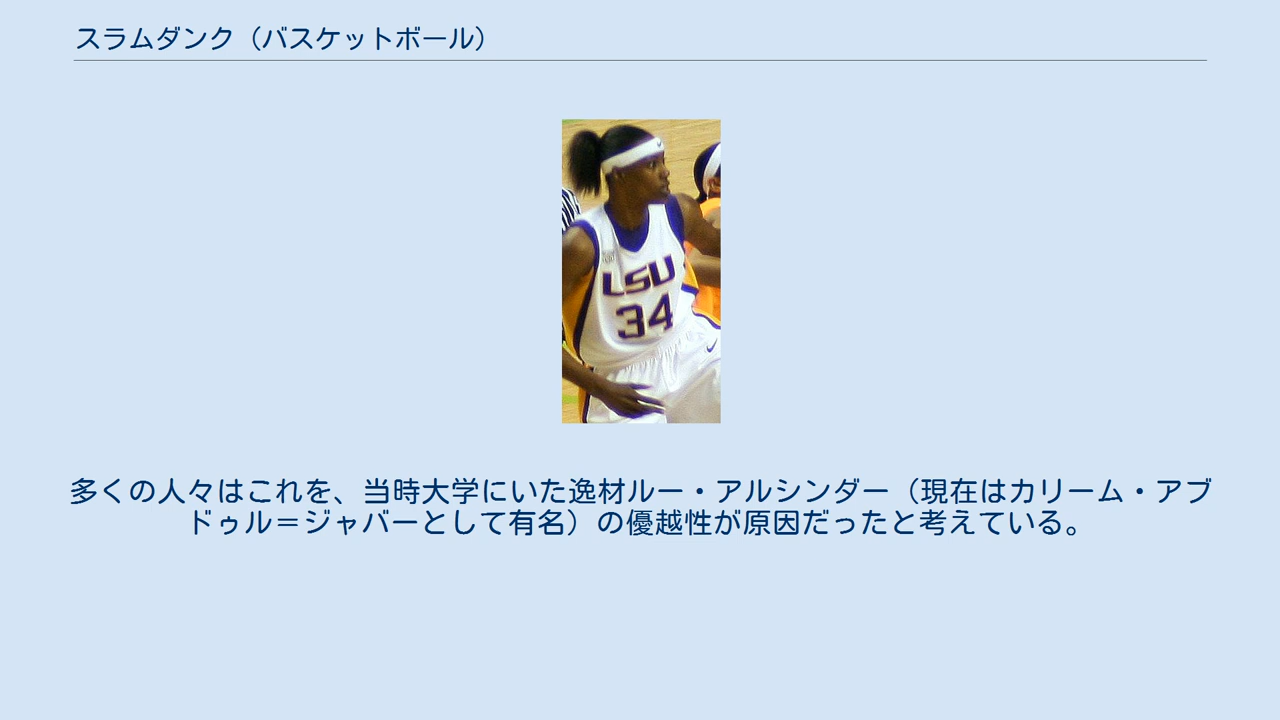 スラムダンク（バスケットボール）
LSU
34
多くの人々はこれを、当時大学にいた逸材ルー・アルシンダー（現在はカリーム・アブ
ドゥル＝ジャバーとして有名）の優越性が原因だったと考えている。